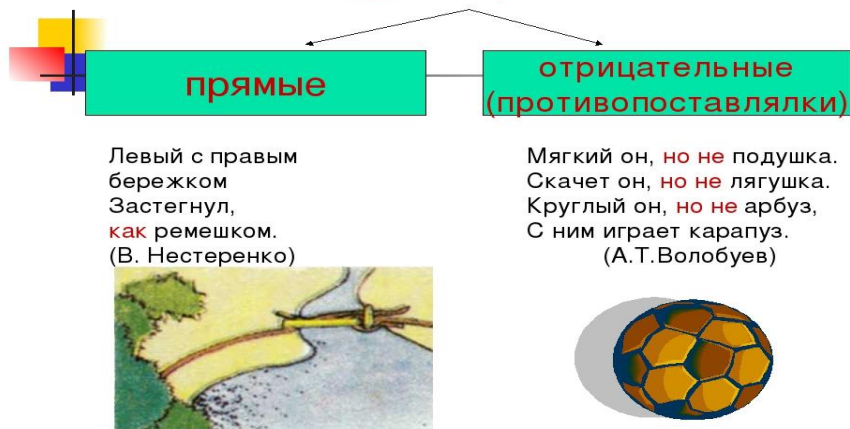 прямые
отрицательные
(противопоставлялки)
Левый с правым
бережком
Застегнул,
как ремешком.
(В. Нестеренко)
Мягкий он, но не подушка.
Скачет он, но не лягушка.
Круглый он, но не арбуз,
С ним играет карапуз.
(А.Т.Волобуев)